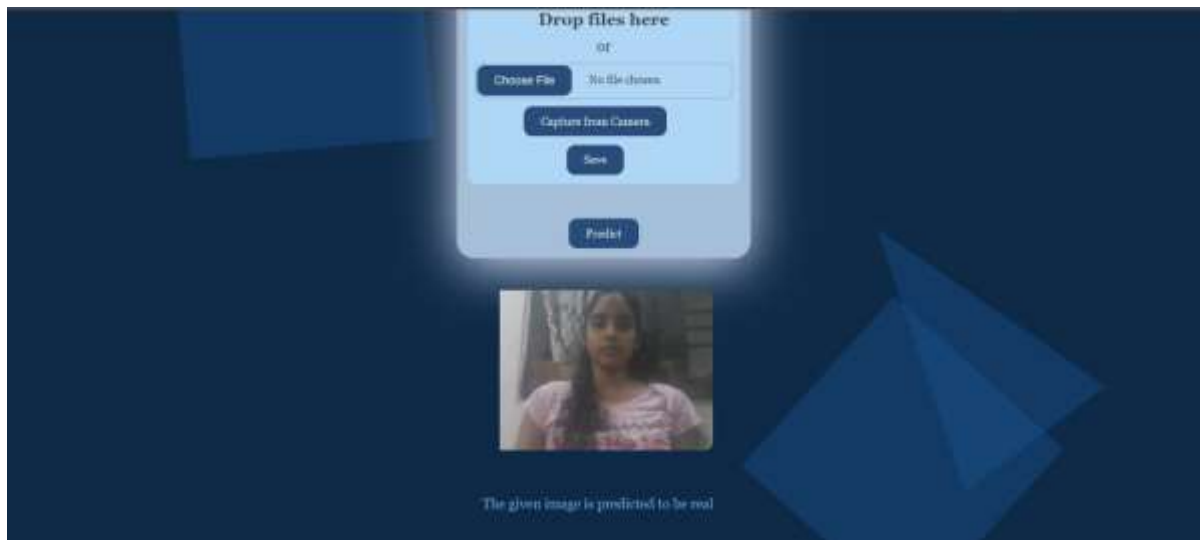 Drop files here
or
Choose File No file chosen
Capture from Camera
Save
Predict
The given image is predicted to be real